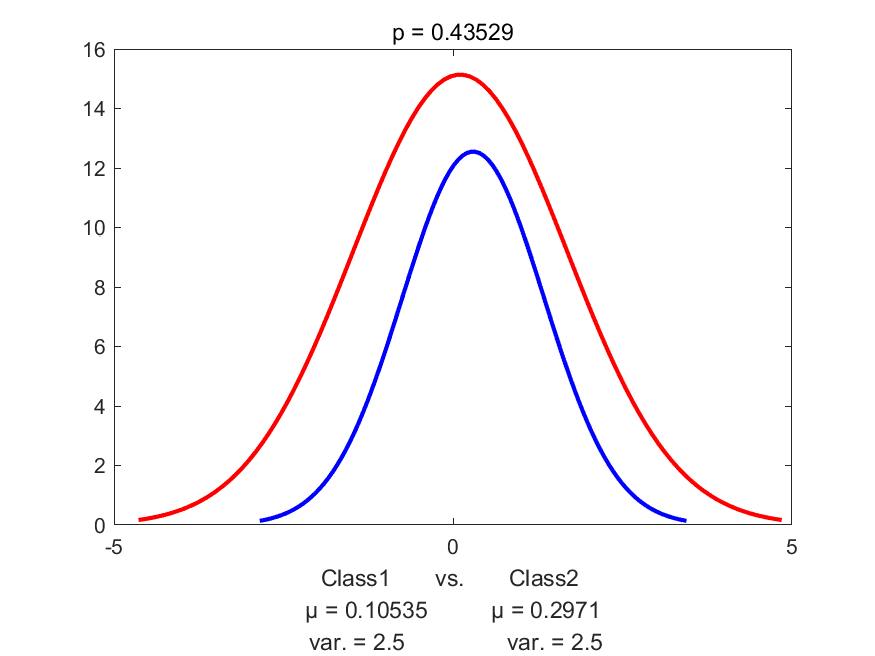 p = 0.43529
16
14
12
10
8
6
4
2
0
-5 0 5
Class1 vs. Class2
μ = 0.10535 μ = 0.2971
var. = 2.5 var. = 2.5